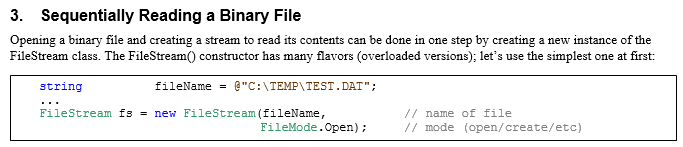 3. Sequentially Reading a Binary File
Opening a binary file and creating a stream to read its contents can be done in one step by creating a new instance of the
FileStream class. The FileStream() constructor has many flavors (overloaded versions); let's use the simplest one at first:
string fileName = @"C:\TEMP\TEST.DAT";
...
FileStream fs = new FileStream(fileName, // name of file
FileMode.Open); // mode (open/create/etc)